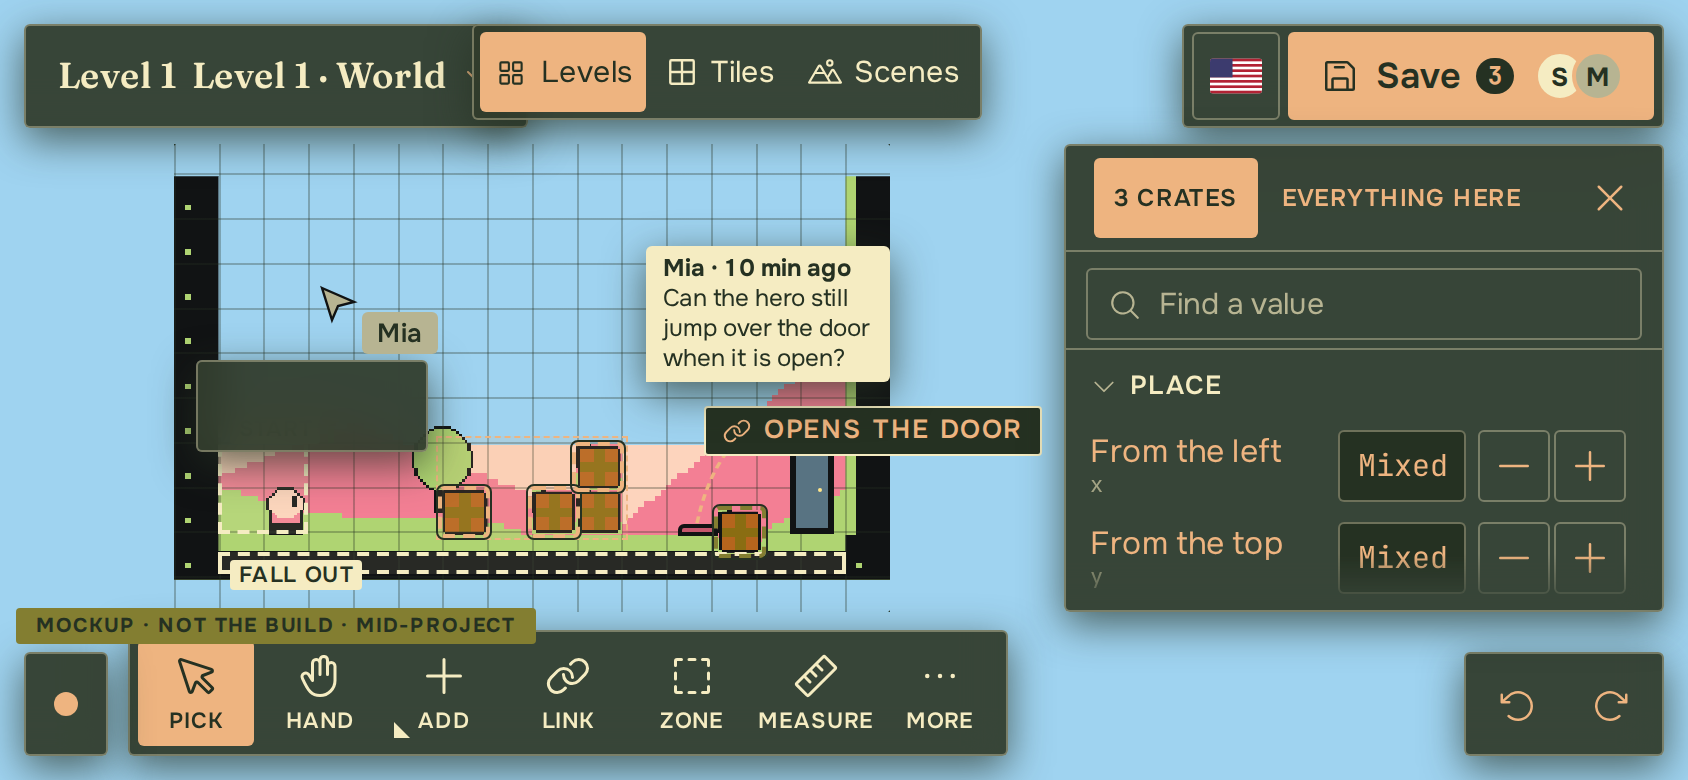 Level 1 Level 1 · World
Levels
Tiles
Scenes
Save 3
S
M
3 CRATES
EVERYTHING HERE
Find a value
PLACE
From the left
x
Mixed
From the top
y
Mixed
Mia · 10 min ago
Can the hero still
jump over the door
when it is open?
Mia
OPENS THE DOOR
FALL OUT
MOCKUP · NOT THE BUILD · MID-PROJECT
PICK
HAND
ADD
LINK
ZONE
MEASURE
MORE